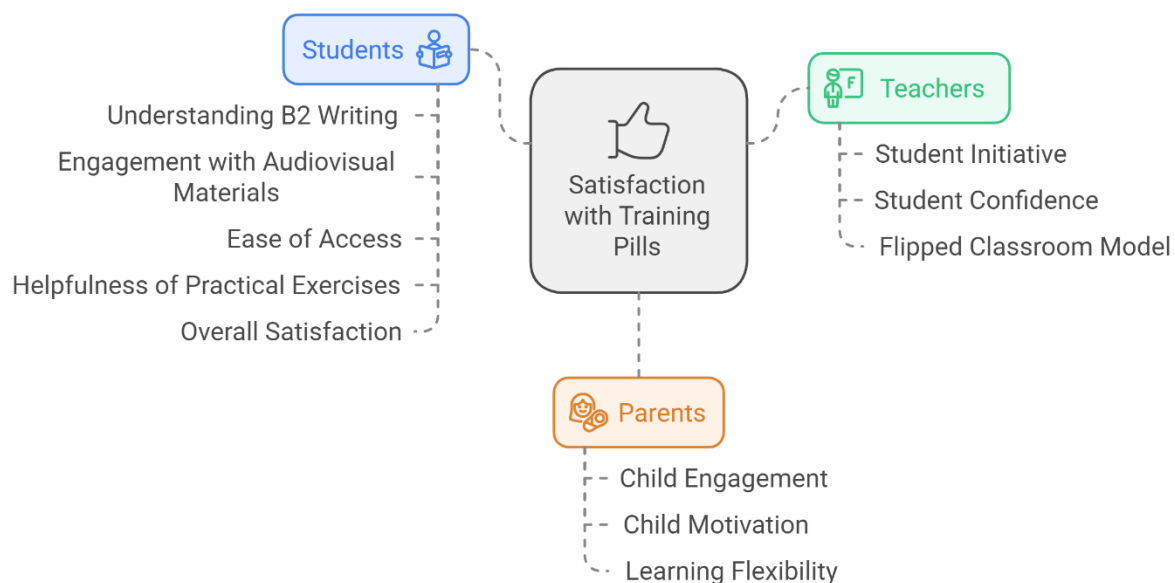 Students
Understanding B2 Writing
Engagement with Audiovisual
Materials
Ease of Access
Helpfulness of Practical Exercises
Overall Satisfaction
Satisfaction
with Training
Pills
F
Teachers
Student Initiative
Student Confidence
Flipped Classroom Model
Parents
Child Engagement
Child Motivation
Learning Flexibility